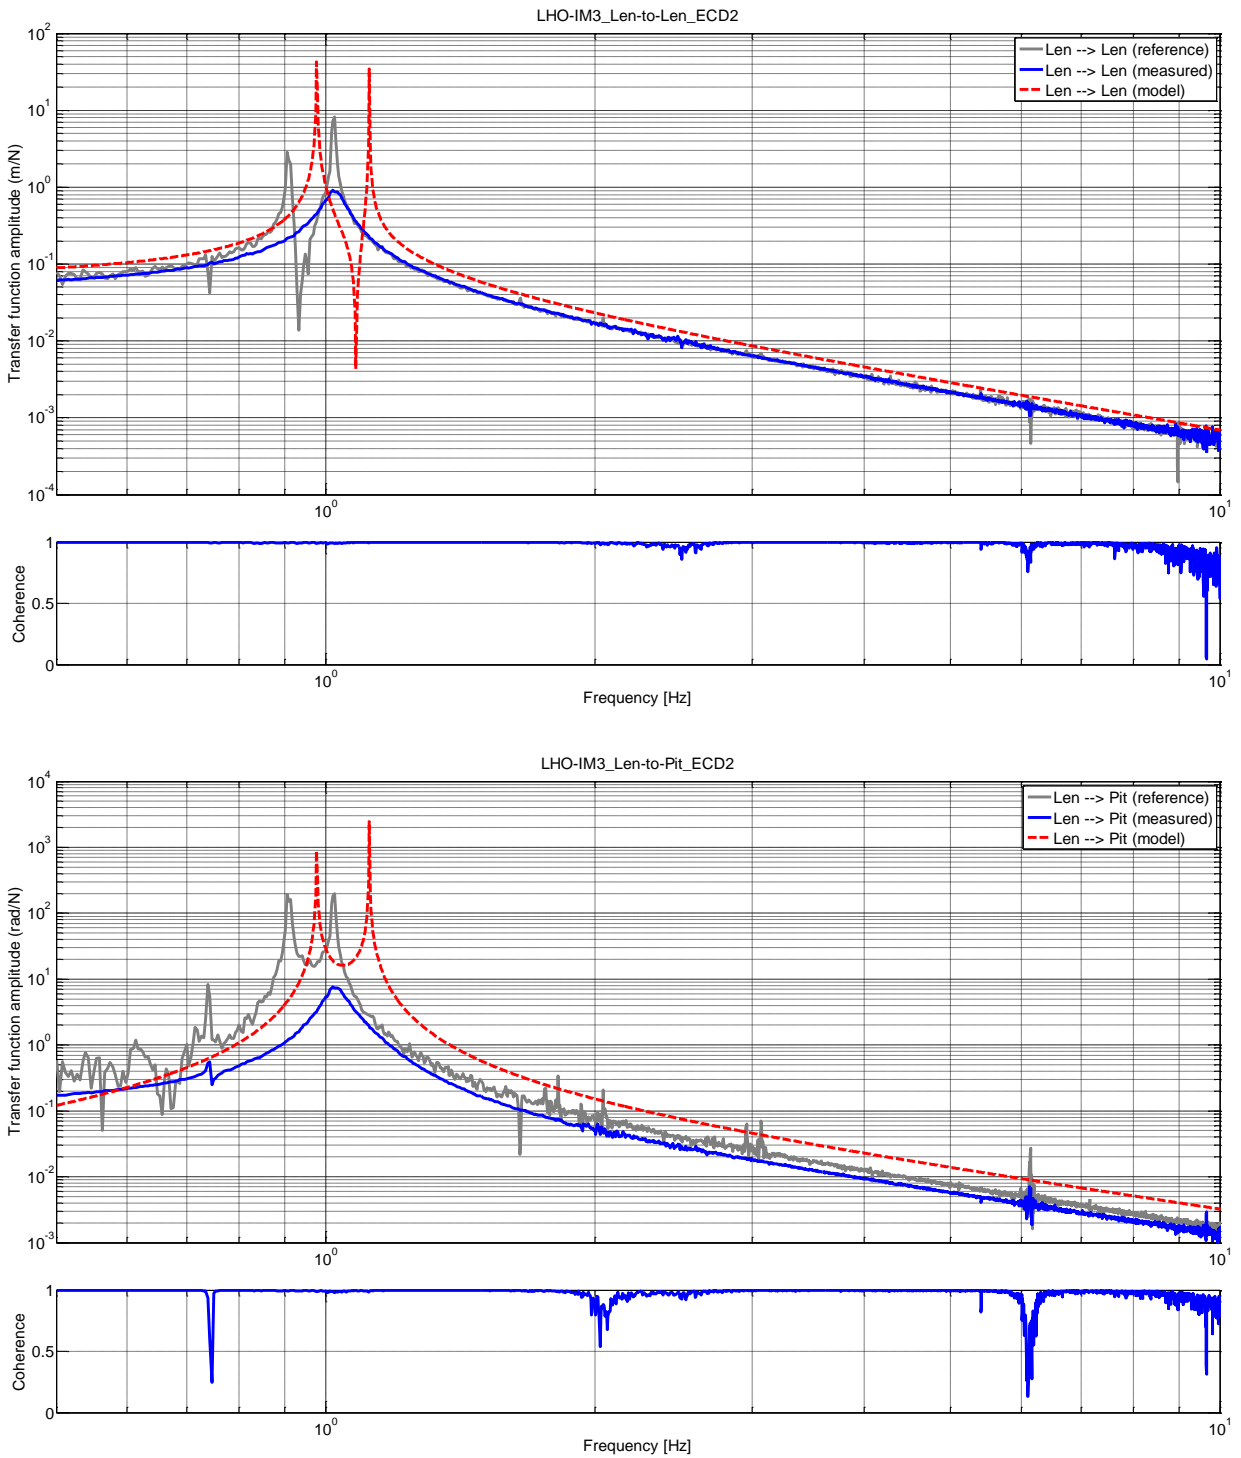 LHO-IM3_Len-to-Len_ECD2
Transfer function amplitude (m/N)
10^2
10^1
10^0
10^-1
10^-2
10^-3
10^-4
Len --> Len (reference)
Len --> Len (measured)
Len --> Len (model)
10^0
10^1
Coherence
1
0.5
0
10^0
10^1
Frequency [Hz]
LHO-IM3_Len-to-Pit_ECD2
Transfer function amplitude (rad/N)
10^4
10^3
10^2
10^1
10^0
10^-1
10^-2
10^-3
Len --> Pit (reference)
Len --> Pit (measured)
Len --> Pit (model)
10^0
10^1
Coherence
1
0.5
0
10^0
10^1
Frequency [Hz]